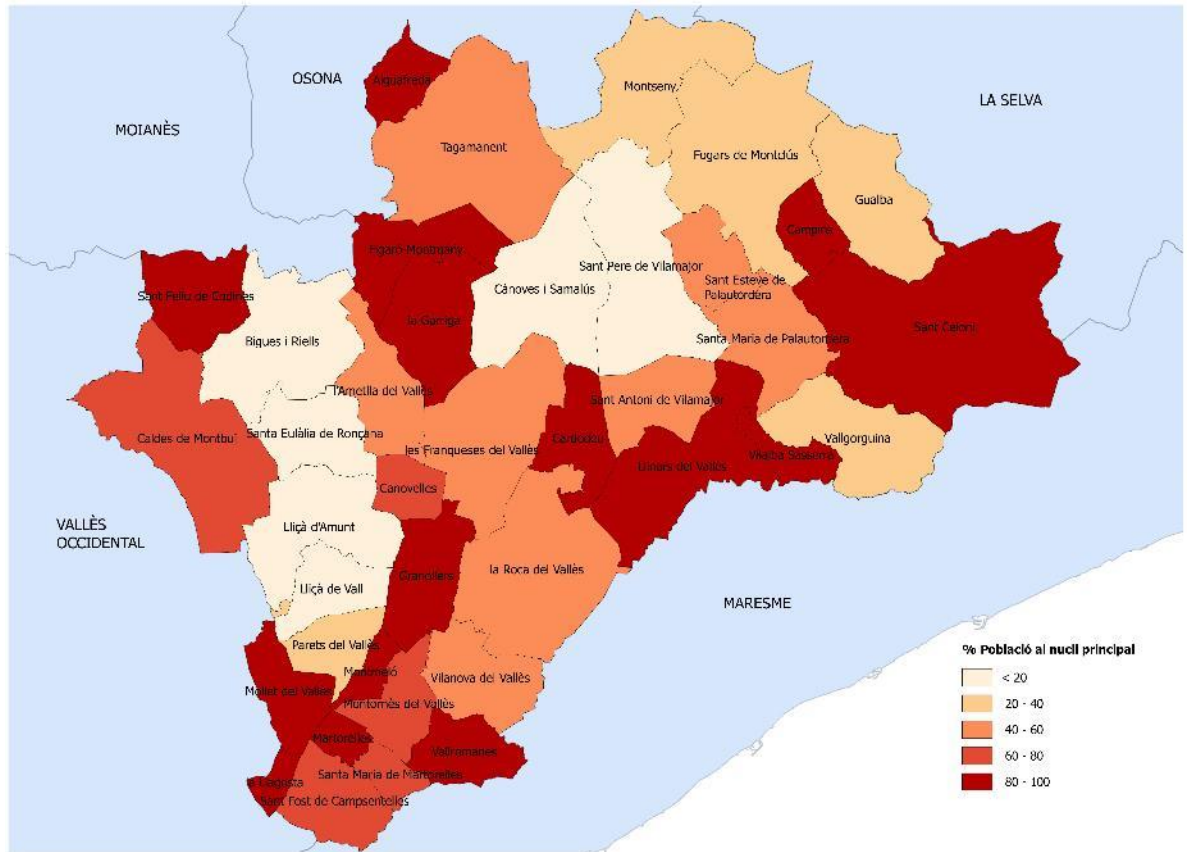 OSONA
Aiguafreda
MOIANÈS
Tagamanent
Montseny
LA SELVA
Fogars de Montclús
Gualba
Campins
Figaró-Montmany
Sant Pere de Vilamajor
Sant Esteve de
Palautordera
Cànoves i Samalús
Sant Feliu de Codines
la Garriga
Sant Celoni
Bigues i Riells
Santa Maria de Palautordera
l'Ametlla del Vallès
Sant Antoni de Vilamajor
Caldes de Montbui
Santa Eulàlia de Ronçana
Vallgorguina
les Franqueses del Vallès
Cardedeu
Vilalba Sasserra
Llinars del Vallès
Canovelles
VALLÈS
OCCIDENTAL
Lliçà d'Amunt
la Roca del Vallès
Granollers
Lliçà de Vall
MARESME
Parets del Vallès
% Població al nucli principal
Montmeló
Vilanova del Vallès
< 20
Mollet del Vallès
20 - 40
Montornès del Vallès
40 - 60
Martorelles
Vallromanes
60 - 80
Santa Maria de Martorelles
la Llagosta
80 - 100
Sant Fost de Campsentelles